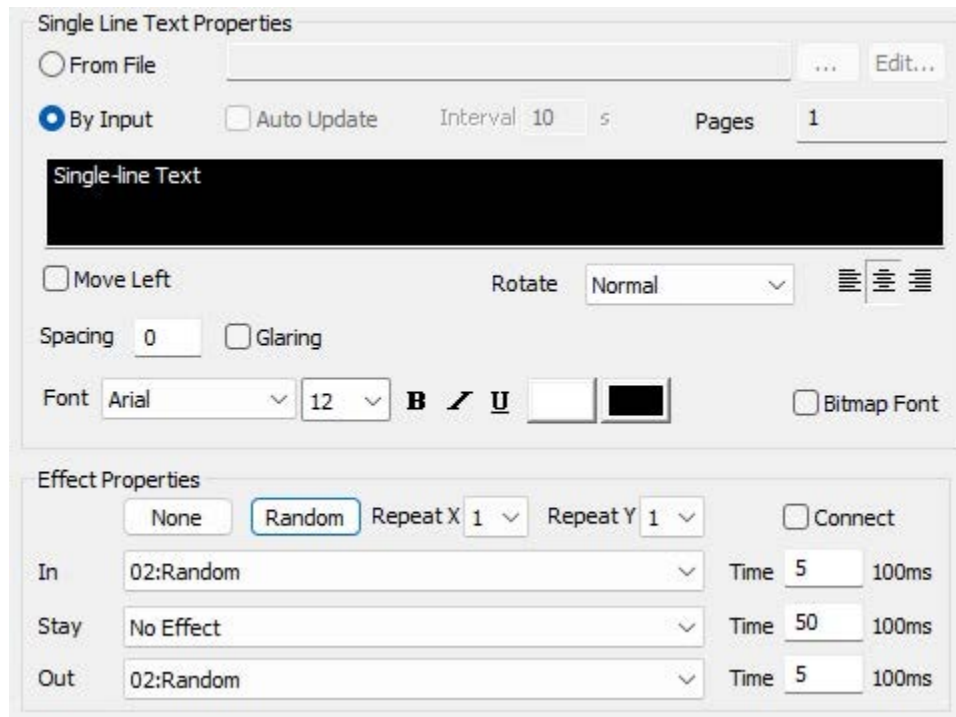 Single Line Text Properties
From File ... Edit...
By Input Auto Update Interval 10 s Pages 1
Single-line Text
Move Left Rotate Normal
Spacing 0 Glaring
Font Arial 12 B I U Bitmap Font
Effect Properties
None Random Repeat X 1 Repeat Y 1 Connect
In 02:Random Time 5 100ms
Stay No Effect Time 50 100ms
Out 02:Random Time 5 100ms